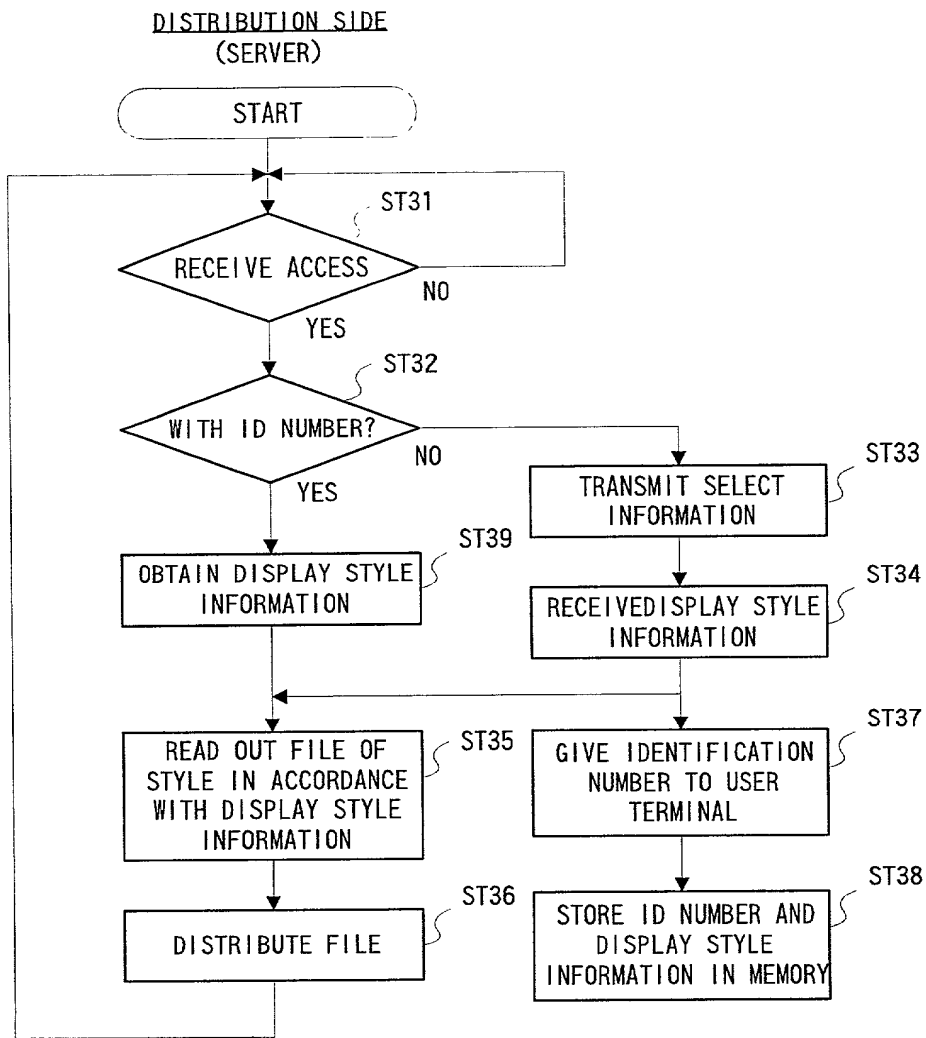 DISTRIBUTION SIDE
(SERVER)
START
ST31
RECEIVE ACCESS
NO
YES
ST32
WITH ID NUMBER?
NO
YES
ST33
TRANSMIT SELECT
INFORMATION
ST39
OBTAIN DISPLAY STYLE
INFORMATION
ST34
RECEIVEDISPLAY STYLE
INFORMATION
ST35
READ OUT FILE OF
STYLE IN ACCORDANCE
WITH DISPLAY STYLE
INFORMATION
ST37
GIVE IDENTIFICATION
NUMBER TO USER
TERMINAL
ST36
DISTRIBUTE FILE
ST38
STORE ID NUMBER AND
DISPLAY STYLE
INFORMATION IN MEMORY